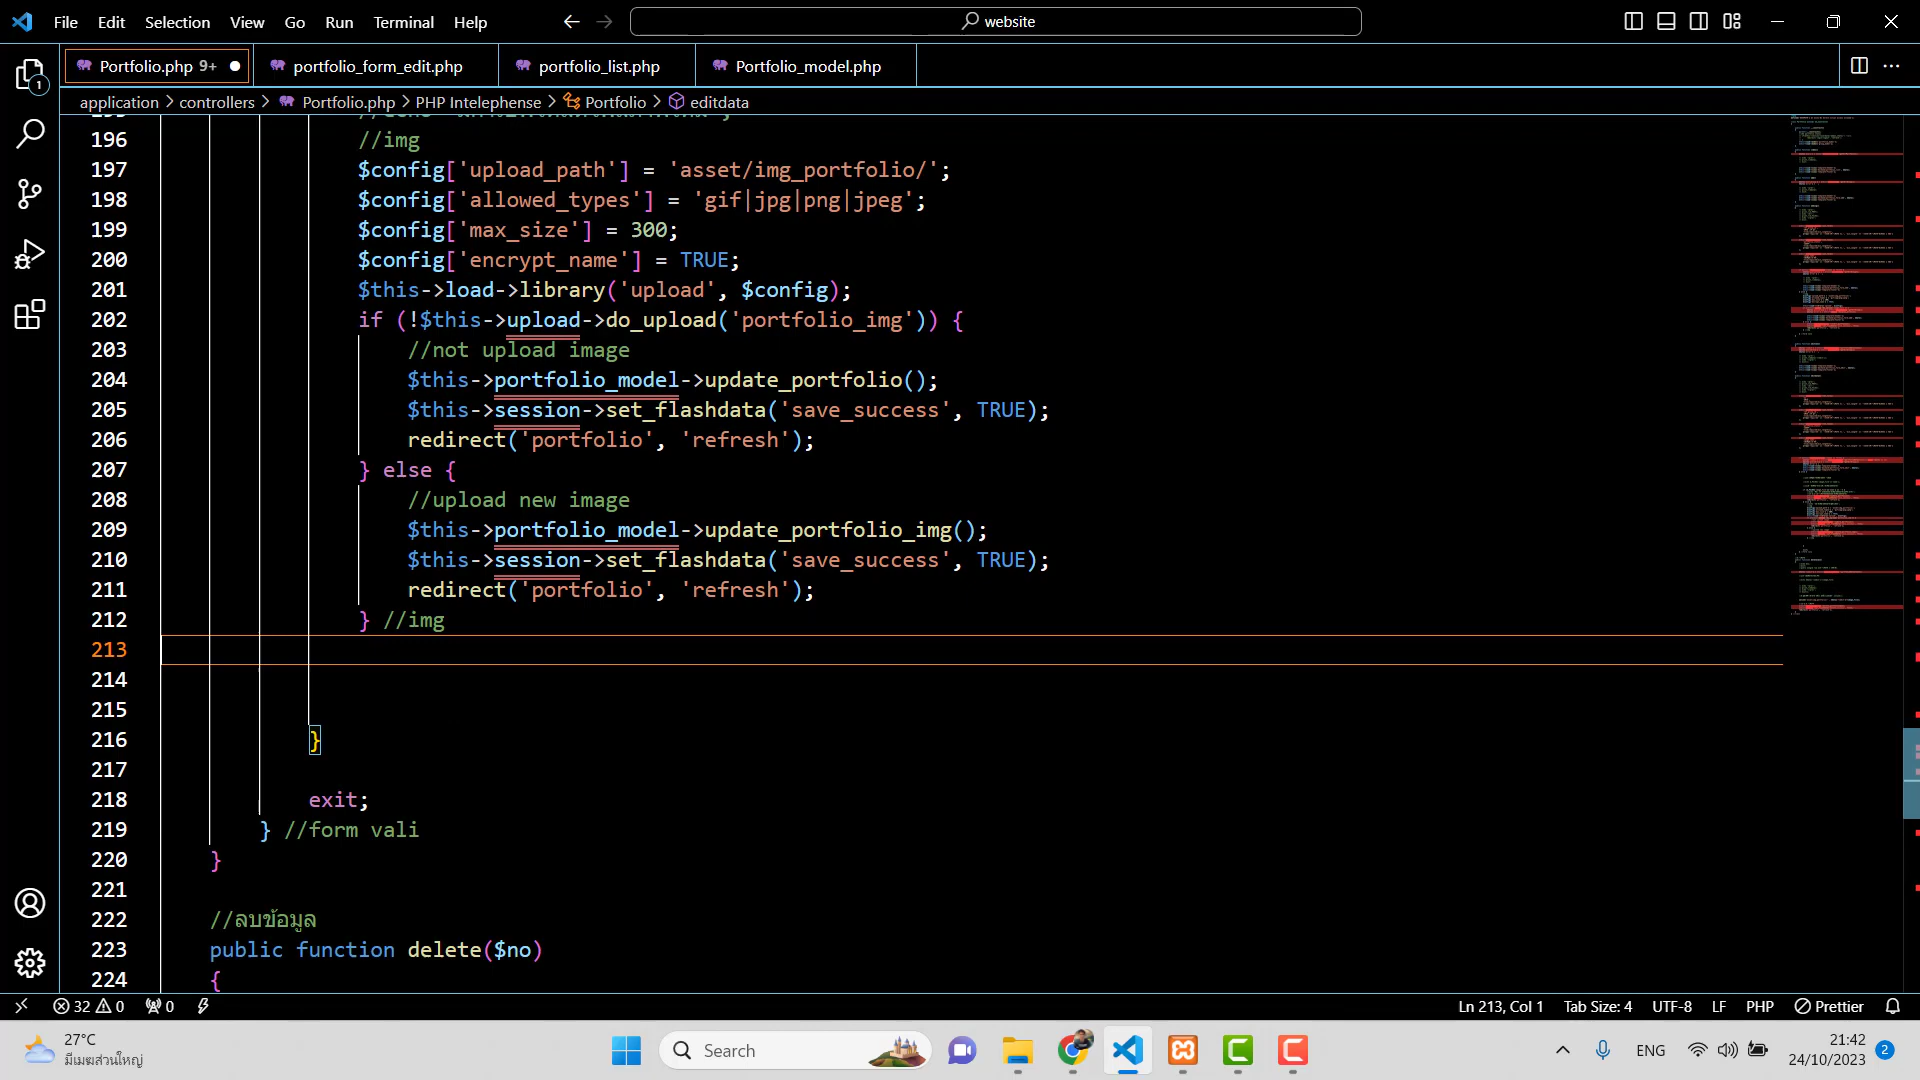 File Edit Selection View Go Run Terminal Help website
Portfolio.php 9+ portfolio_form_edit.php portfolio_list.php Portfolio_model.php
application > controllers > Portfolio.php > PHP Intelephense > Portfolio > editdata
196 //img
197 $config['upload_path'] = 'asset/img_portfolio/';
198 $config['allowed_types'] = 'gif|jpg|png|jpeg';
199 $config['max_size'] = 300;
200 $config['encrypt_name'] = TRUE;
201 $this->load->library('upload', $config);
202 if (!$this->upload->do_upload('portfolio_img')) {
203 //not upload image
204 $this->portfolio_model->update_portfolio();
205 $this->session->set_flashdata('save_success', TRUE);
206 redirect('portfolio', 'refresh');
207 } else {
208 //upload new image
209 $this->portfolio_model->update_portfolio_img();
210 $this->session->set_flashdata('save_success', TRUE);
211 redirect('portfolio', 'refresh');
212 } //img
213
214
215
216 }
217
218 exit;
219 } //form vali
220 }
221
222 //ลบข้อมูล
223 public function delete($no)
224 {
32 0 0 Ln 213, Col 1 Tab Size: 4 UTF-8 LF PHP Prettier
27°C
มีเมฆส่วนใหญ่
Search
ENG
21:42
24/10/2023
2